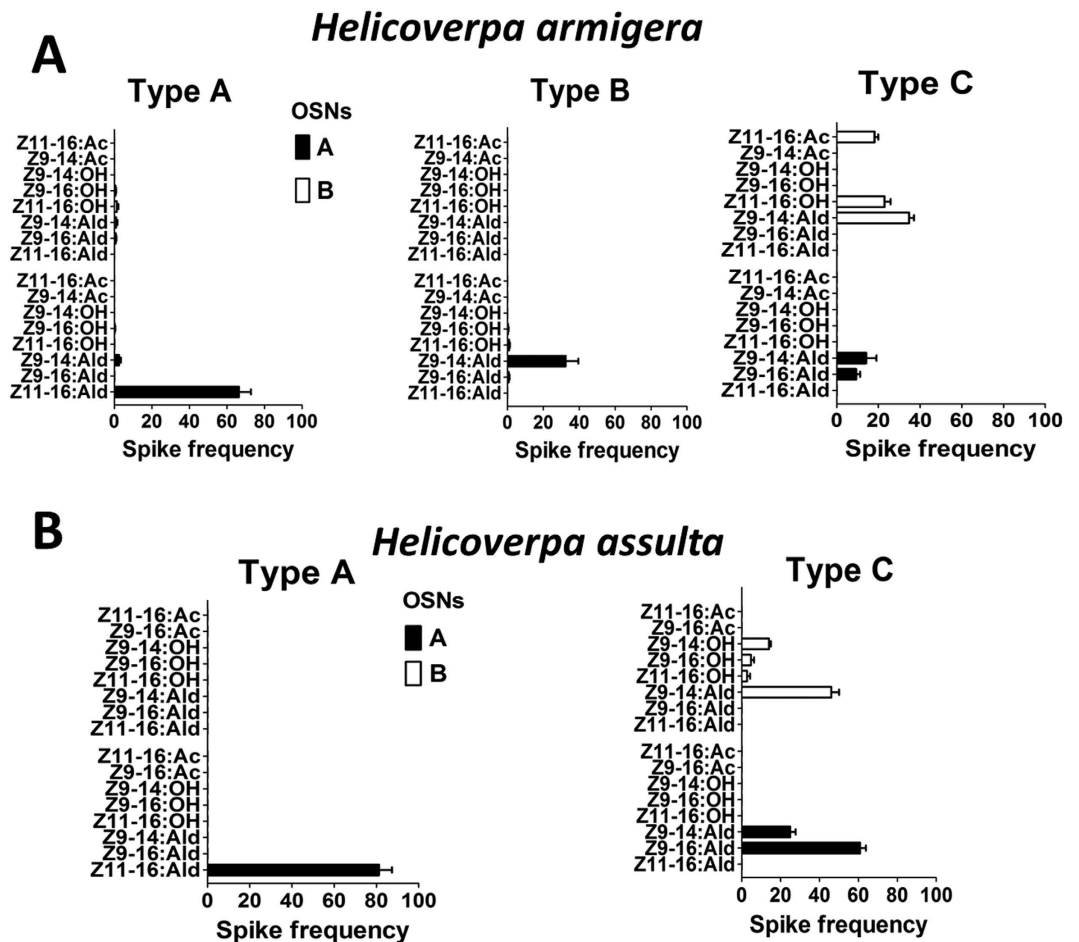 Helicoverpa armigera
A
Type A
OSNs
A
B
Z11-16:Ac
Z9-14:Ac
Z9-14:OH
Z9-16:OH
Z11-16:OH
Z9-14:Ald
Z9-16:Ald
Z11-16:Ald
Z11-16:Ac
Z9-14:Ac
Z9-14:OH
Z9-16:OH
Z11-16:OH
Z9-14:Ald
Z9-16:Ald
Z11-16:Ald
0 20 40 60 80 100
Spike frequency
Type B
Z11-16:Ac
Z9-14:Ac
Z9-14:OH
Z9-16:OH
Z11-16:OH
Z9-14:Ald
Z9-16:Ald
Z11-16:Ald
Z11-16:Ac
Z9-14:Ac
Z9-14:OH
Z9-16:OH
Z11-16:OH
Z9-14:Ald
Z9-16:Ald
Z11-16:Ald
0 20 40 60 80 100
Spike frequency
Type C
Z11-16:Ac
Z9-14:Ac
Z9-14:OH
Z9-16:OH
Z11-16:OH
Z9-14:Ald
Z9-16:Ald
Z11-16:Ald
Z11-16:Ac
Z9-14:Ac
Z9-14:OH
Z9-16:OH
Z11-16:OH
Z9-14:Ald
Z9-16:Ald
Z11-16:Ald
0 20 40 60 80 100
Spike frequency
B
Helicoverpa assulta
Type A
OSNs
A
B
Z11-16:Ac
Z9-16:Ac
Z9-14:OH
Z9-16:OH
Z11-16:OH
Z9-14:Ald
Z9-16:Ald
Z11-16:Ald
Z11-16:Ac
Z9-16:Ac
Z9-14:OH
Z9-16:OH
Z11-16:OH
Z9-14:Ald
Z9-16:Ald
Z11-16:Ald
0 20 40 60 80 100
Spike frequency
Type C
Z11-16:Ac
Z9-16:Ac
Z9-14:OH
Z9-16:OH
Z11-16:OH
Z9-14:Ald
Z9-16:Ald
Z11-16:Ald
Z11-16:Ac
Z9-16:Ac
Z9-14:OH
Z9-16:OH
Z11-16:OH
Z9-14:Ald
Z9-16:Ald
Z11-16:Ald
0 20 40 60 80 100
Spike frequency